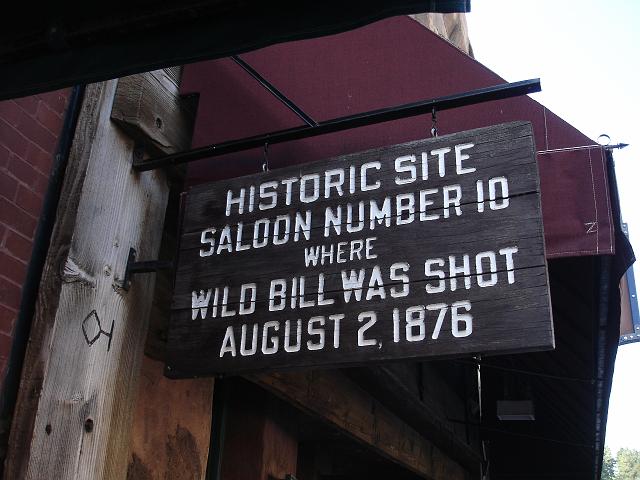 HISTORIC SITE
SALOON NUMBER 10
WHERE
WILD BILL WAS SHOT
AUGUST 2, 1876